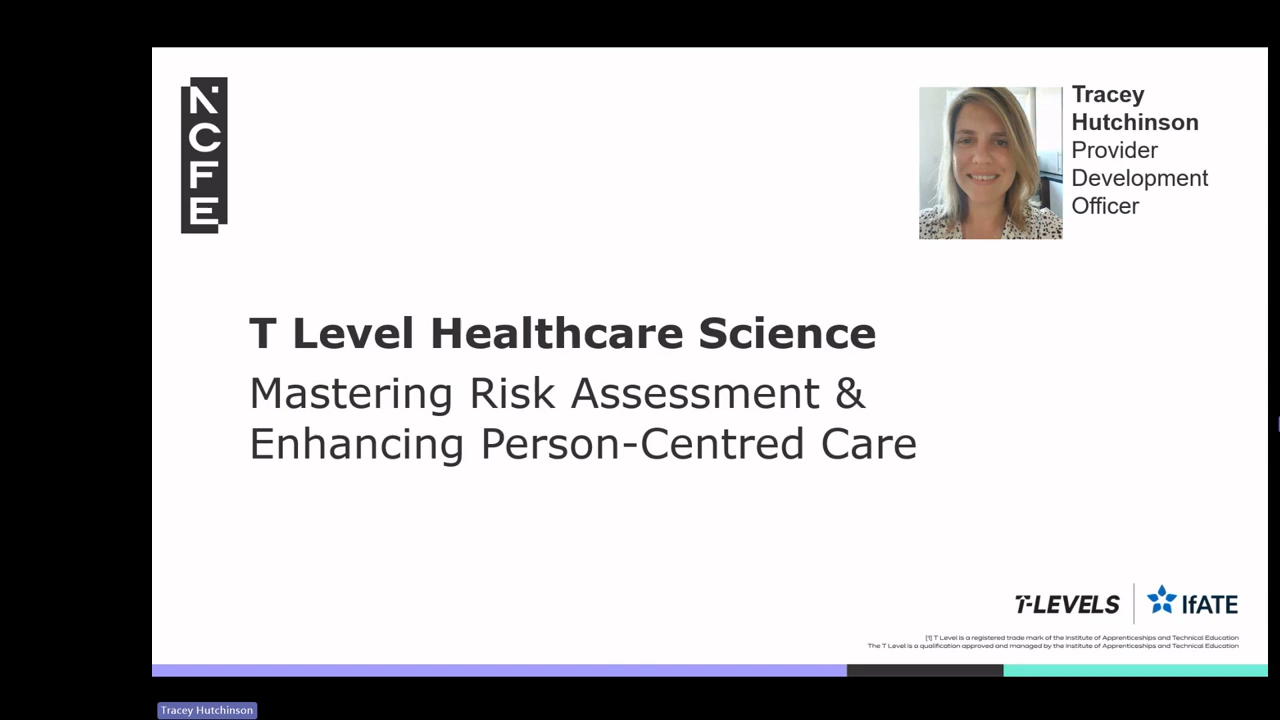 NCFE
Tracey
Hutchinson
Provider
Development
Officer
T Level Healthcare Science
Mastering Risk Assessment &
Enhancing Person-Centred Care
T-LEVELS
IfATE
[1] T Level is a registered trade mark of the Institute of Apprenticeships and Technical Education
The T Level is a qualification approved and managed by the Institute of Apprenticeships and Technical Education
Tracey Hutchinson